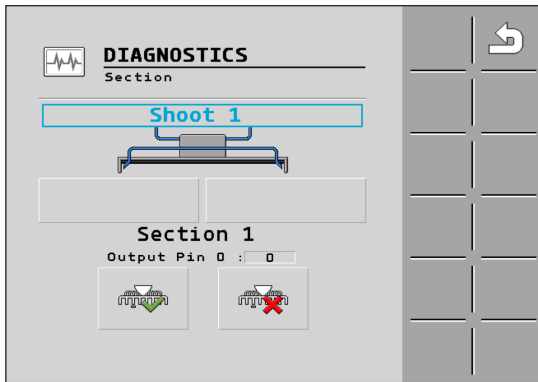 DIAGNOSTICS
Section
Shoot 1
Section 1
Output Pin 0 : 0